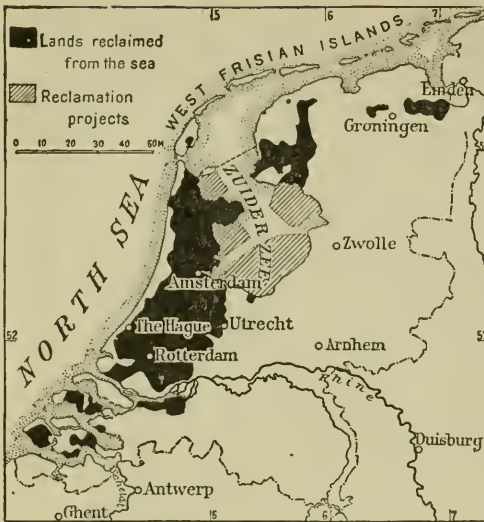 5
6
7
Lands reclaimed
from the sea
Reclamation
projects
0 10 20 30 40 50M.
WEST FRISIAN ISLANDS
Emden
Groningen
NORTH SEA
ZUIDER ZEE
Zwolle
Amsterdam
52
The Hague
Utrecht
Rotterdam
Arnhem
Rhine
Duisburg
Scheldt
Antwerp
Ghent
5
6
7